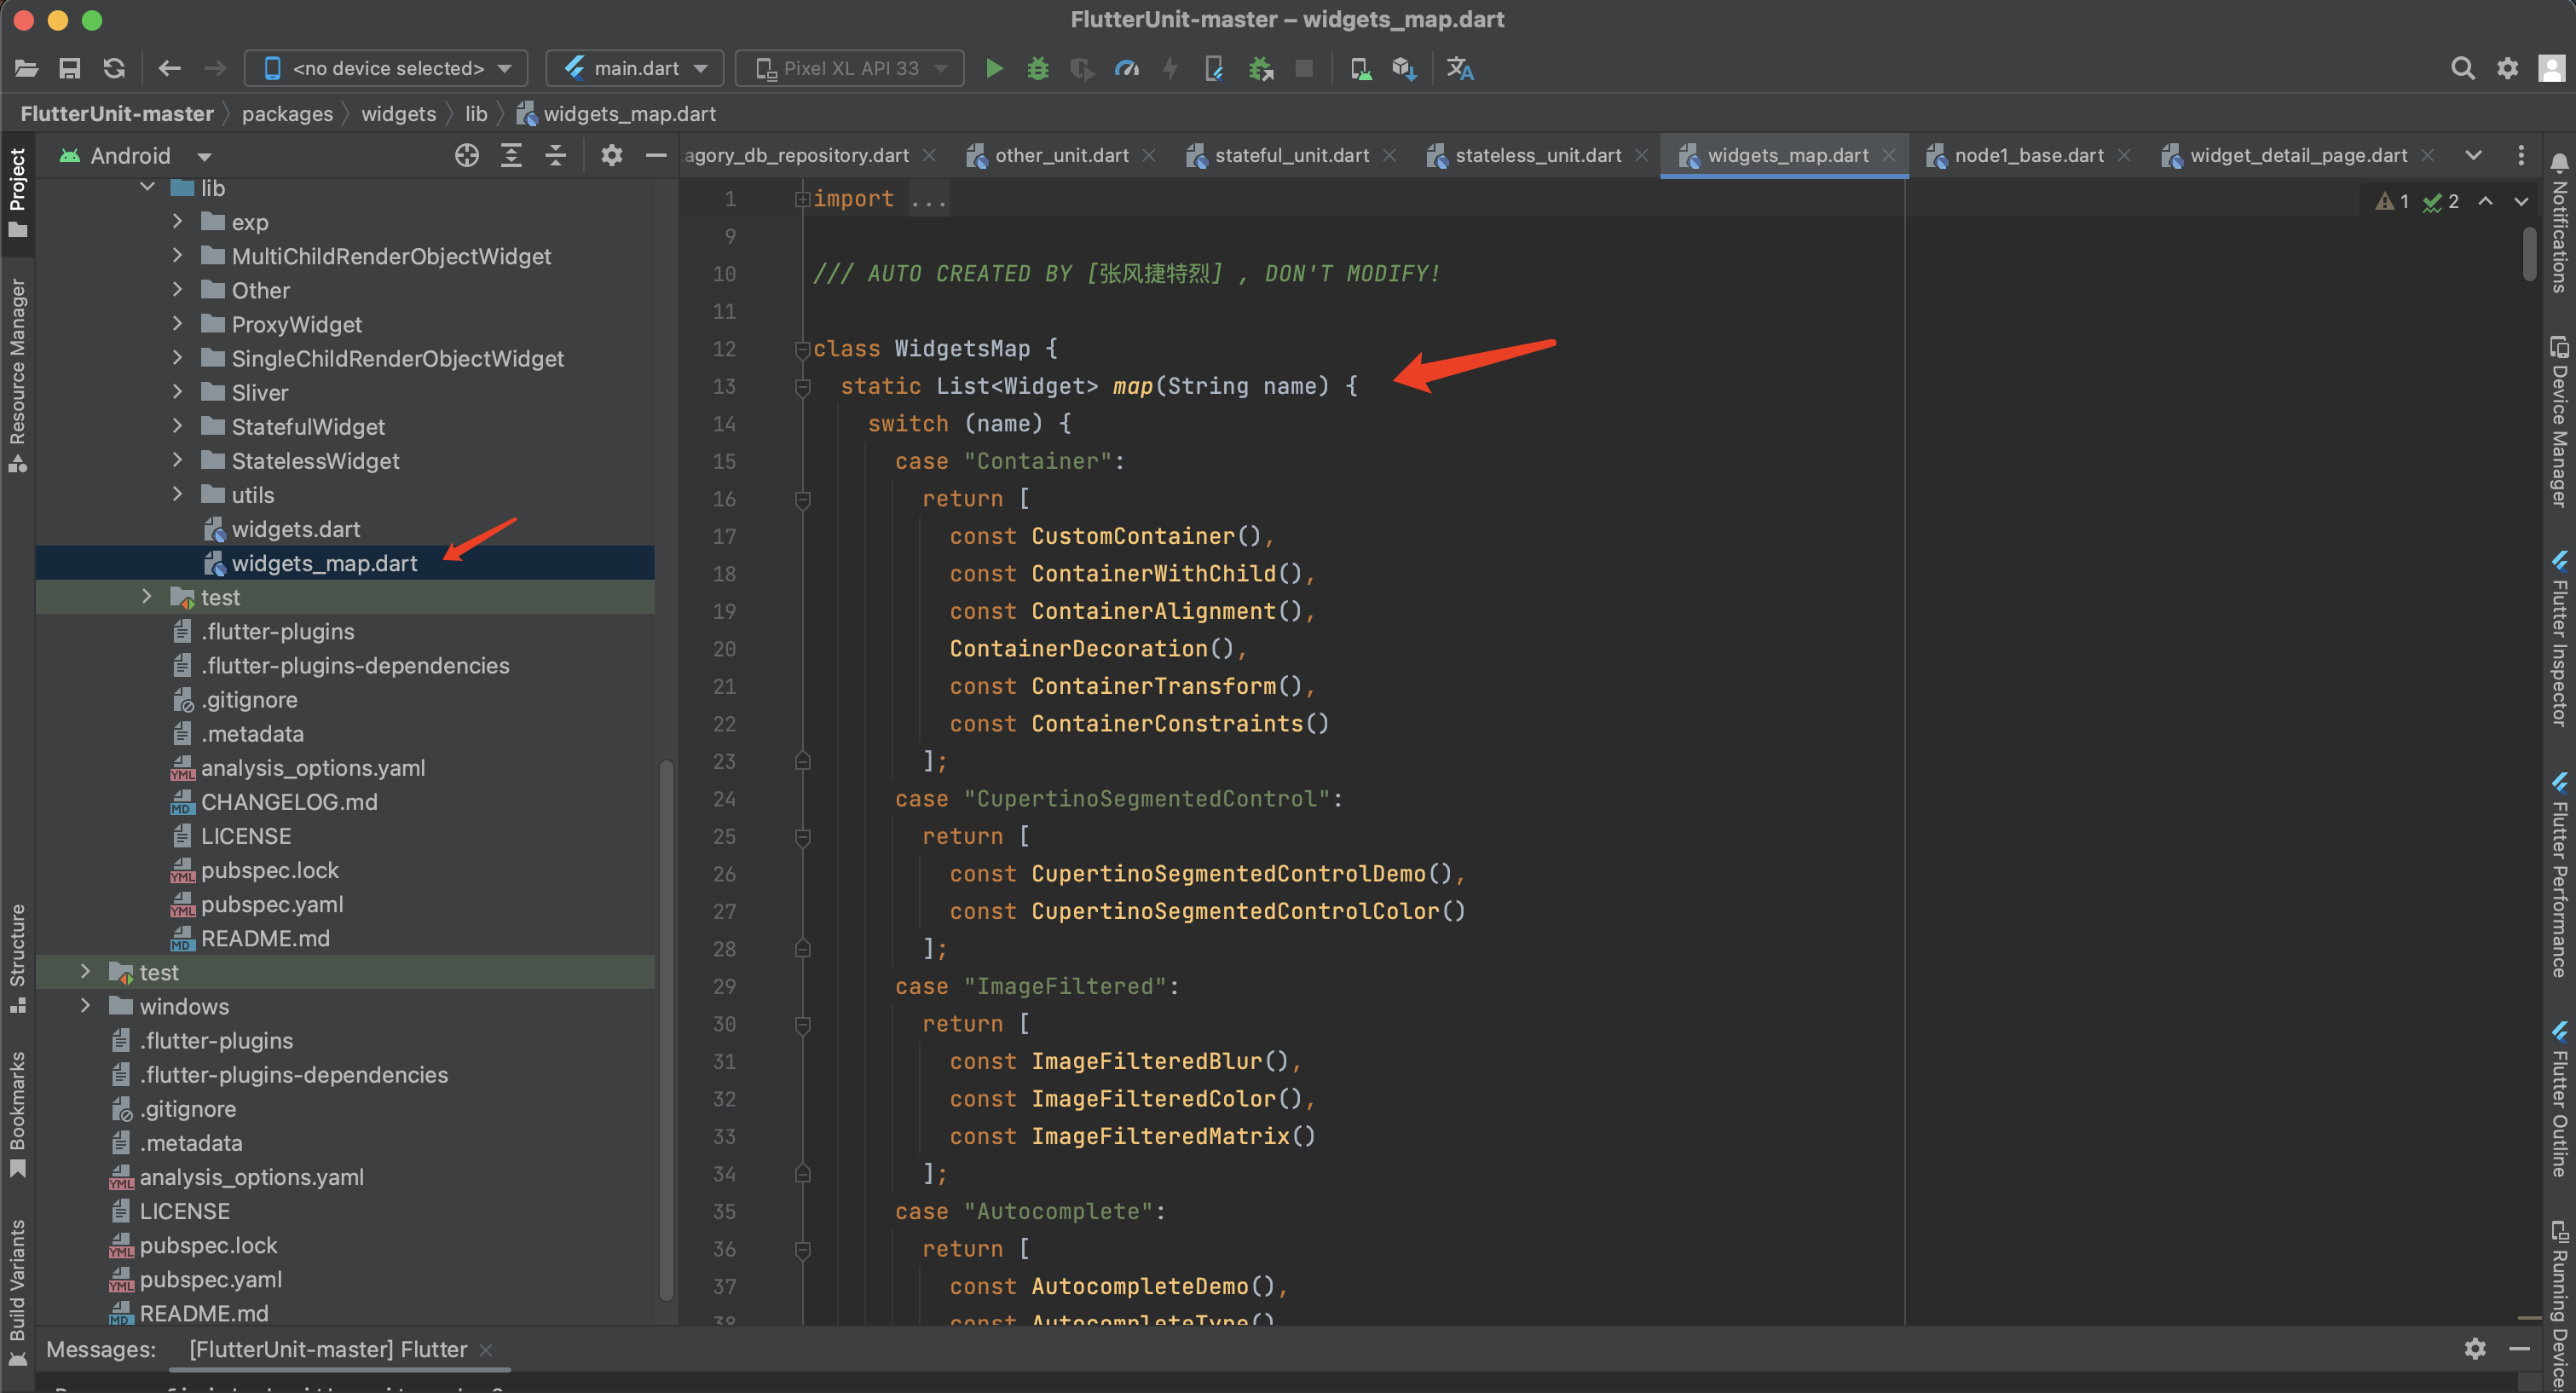 FlutterUnit-master – widgets_map.dart
<no device selected>
main.dart
Pixel XL API 33
FlutterUnit-master
packages
widgets
lib
widgets_map.dart
Project
Resource Manager
Structure
Bookmarks
Build Variants
Android
lib
exp
MultiChildRenderObjectWidget
Other
ProxyWidget
SingleChildRenderObjectWidget
Sliver
StatefulWidget
StatelessWidget
utils
widgets.dart
widgets_map.dart
test
.flutter-plugins
.flutter-plugins-dependencies
.gitignore
.metadata
analysis_options.yaml
CHANGELOG.md
LICENSE
pubspec.lock
pubspec.yaml
README.md
test
windows
.flutter-plugins
.flutter-plugins-dependencies
.gitignore
.metadata
analysis_options.yaml
LICENSE
pubspec.lock
pubspec.yaml
README.md
agory_db_repository.dart
other_unit.dart
stateful_unit.dart
stateless_unit.dart
widgets_map.dart
node1_base.dart
widget_detail_page.dart
1 2
1 import ...
9
10 /// AUTO CREATED BY [张风捷特烈] , DON'T MODIFY!
11
12 class WidgetsMap {
13 static List<Widget> map(String name) {
14 switch (name) {
15 case "Container":
16 return [
17 const CustomContainer(),
18 const ContainerWithChild(),
19 const ContainerAlignment(),
20 ContainerDecoration(),
21 const ContainerTransform(),
22 const ContainerConstraints()
23 ];
24 case "CupertinoSegmentedControl":
25 return [
26 const CupertinoSegmentedControlDemo(),
27 const CupertinoSegmentedControlColor()
28 ];
29 case "ImageFiltered":
30 return [
31 const ImageFilteredBlur(),
32 const ImageFilteredColor(),
33 const ImageFilteredMatrix()
34 ];
35 case "Autocomplete":
36 return [
37 const AutocompleteDemo(),
38 const AutocompleteType()
Notifications
Device Manager
Flutter Inspector
Flutter Performance
Flutter Outline
Running Devices
Messages:
[FlutterUnit-master] Flutter